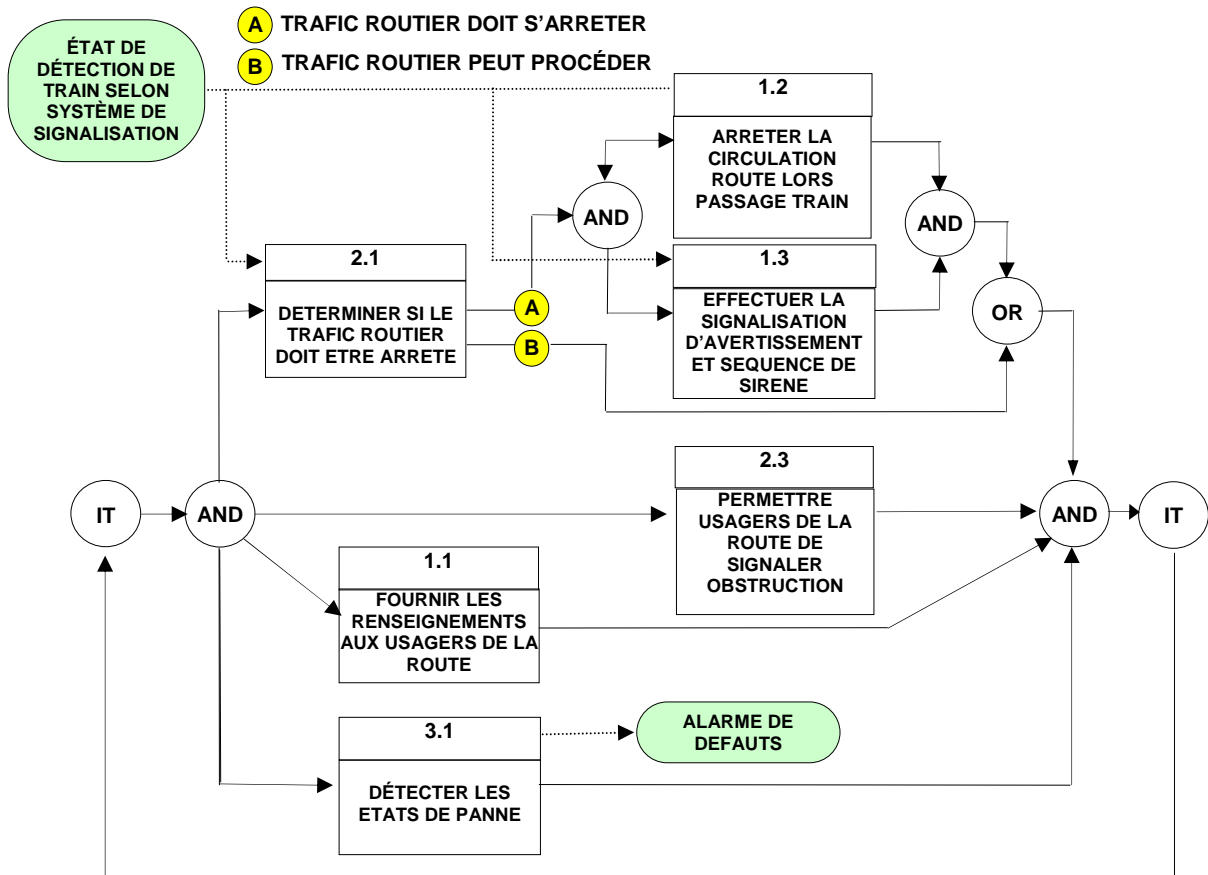 A TRAFIC ROUTIER DOIT S'ARRETER
B TRAFIC ROUTIER PEUT PROCÉDER
ÉTAT DE
DÉTECTION DE
TRAIN SELON
SYSTÈME DE
SIGNALISATION
1.2
ARRETER LA
CIRCULATION
ROUTE LORS
PASSAGE TRAIN
AND
AND
2.1
DETERMINER SI LE
TRAFIC ROUTIER
DOIT ETRE ARRETE
A
B
1.3
EFFECTUER LA
SIGNALISATION
D'AVERTISSEMENT
ET SEQUENCE DE
SIRENE
OR
IT
AND
2.3
PERMETTRE
USAGERS DE LA
ROUTE DE
SIGNALER
OBSTRUCTION
AND
IT
1.1
FOURNIR LES
RENSEIGNEMENTS
AUX USAGERS DE LA
ROUTE
3.1
DÉTECTER LES
ETATS DE PANNE
ALARME DE
DEFAUTS